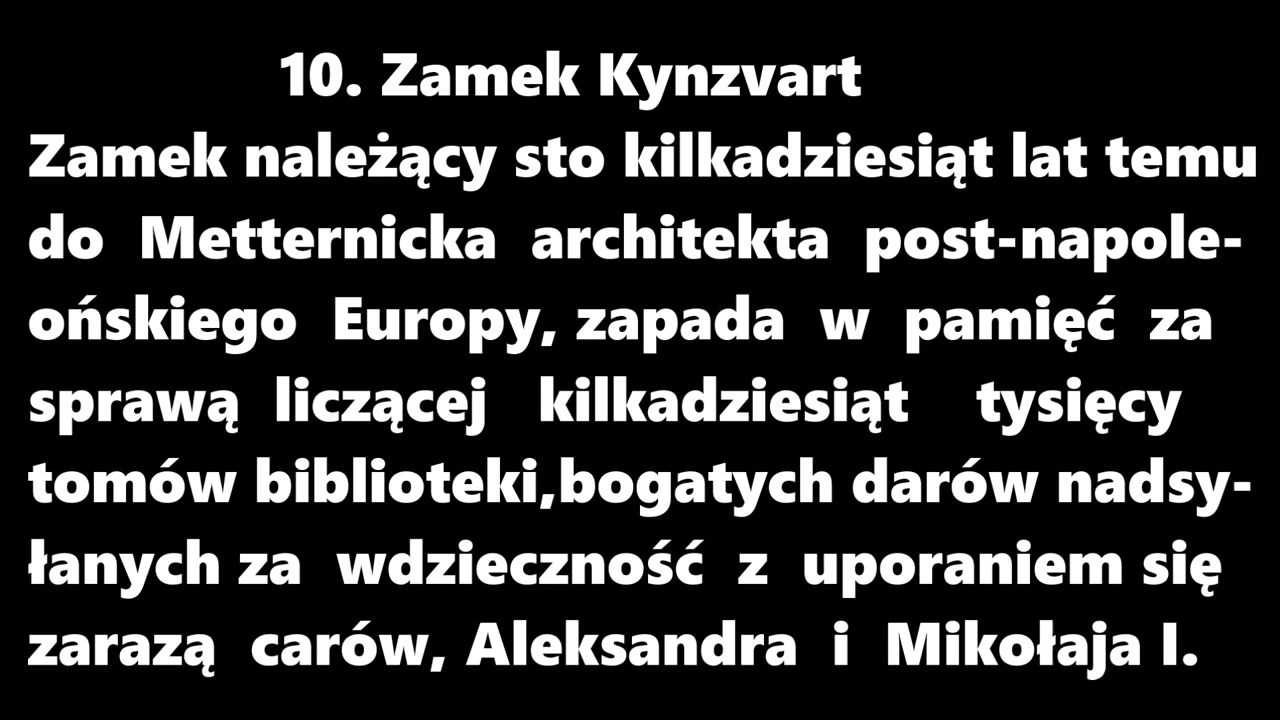 10. Zamek Kynzvart
Zamek należący sto kilkadziesiąt lat temu
do Metternicka architekta post-napole-
ońskiego Europy, zapada w pamięć za
sprawą liczącej kilkadziesiąt tysięcy
tomów biblioteki,bogatych darów nadsy-
łanych za wdzieczność z uporaniem się
zarazą carów, Aleksandra i Mikołaja I.